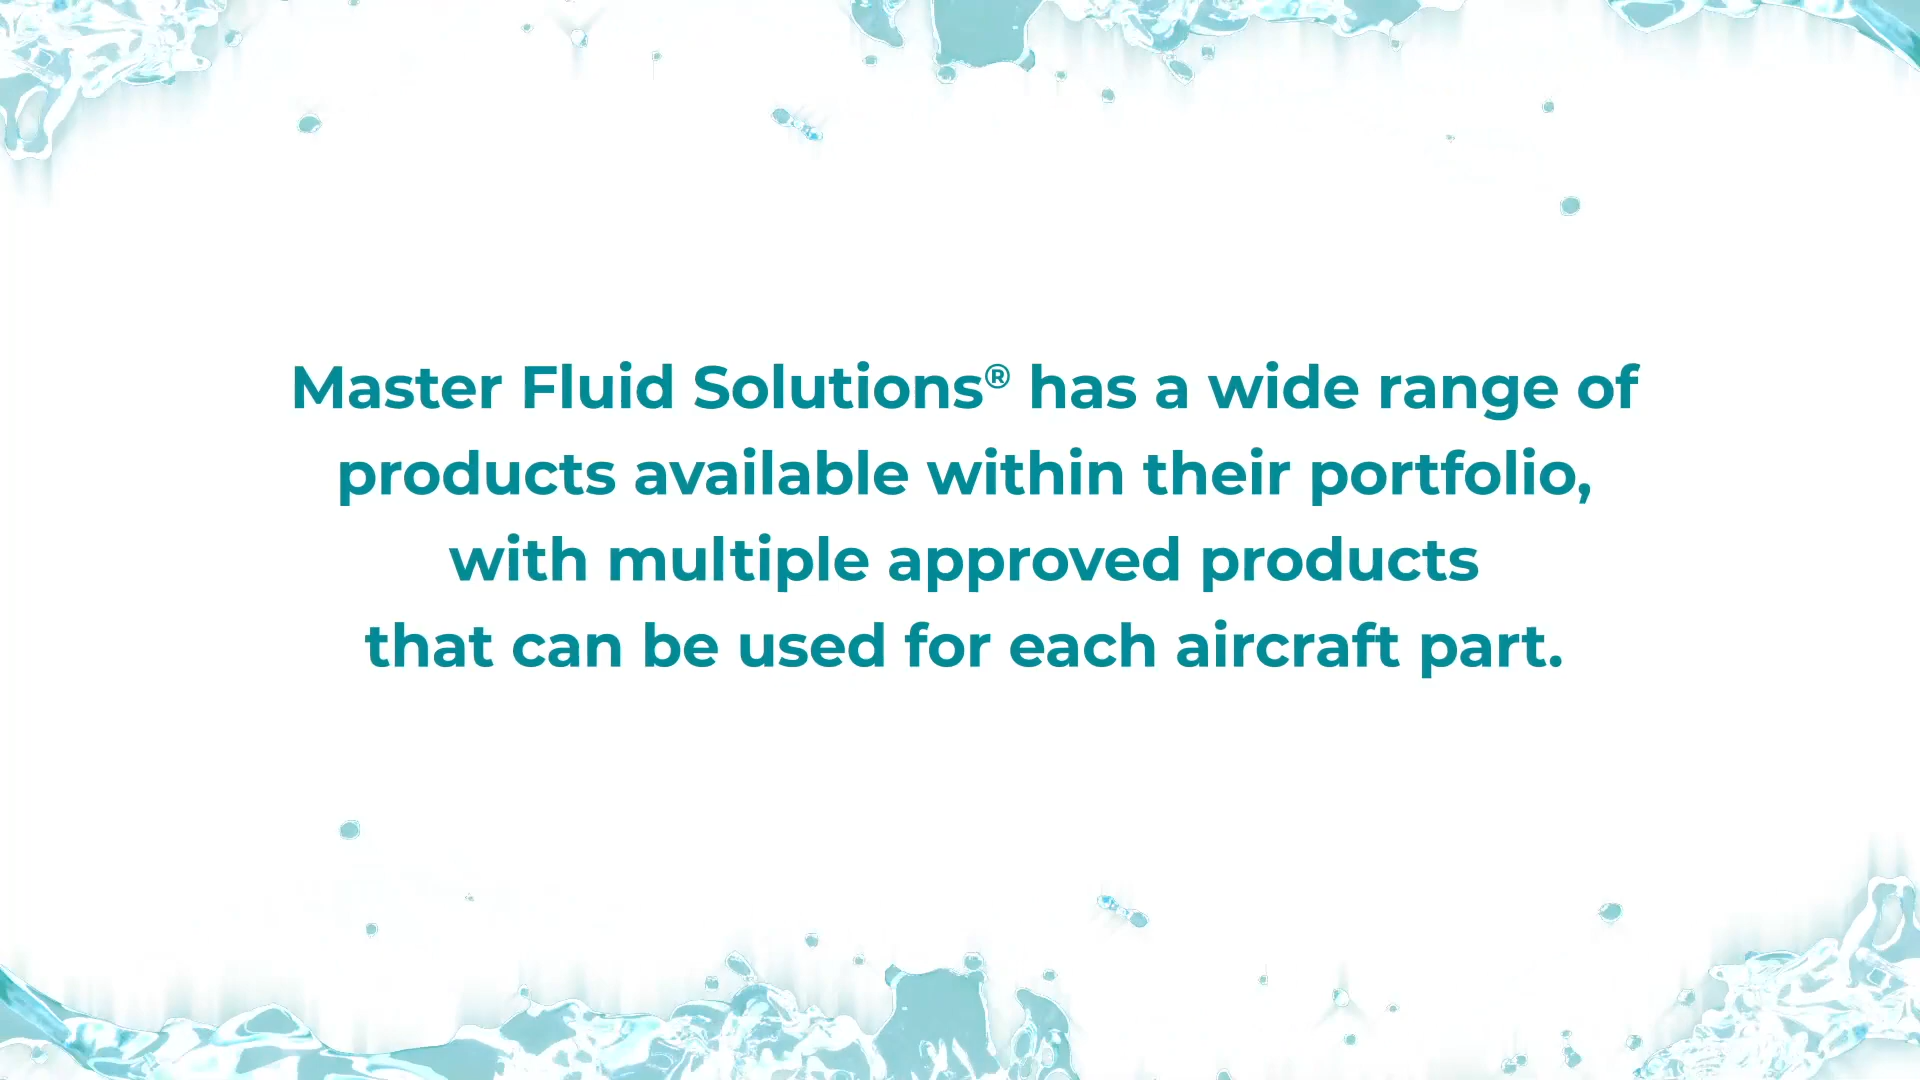 Master Fluid Solutions® has a wide range of
products available within their portfolio,
with multiple approved products
that can be used for each aircraft part.